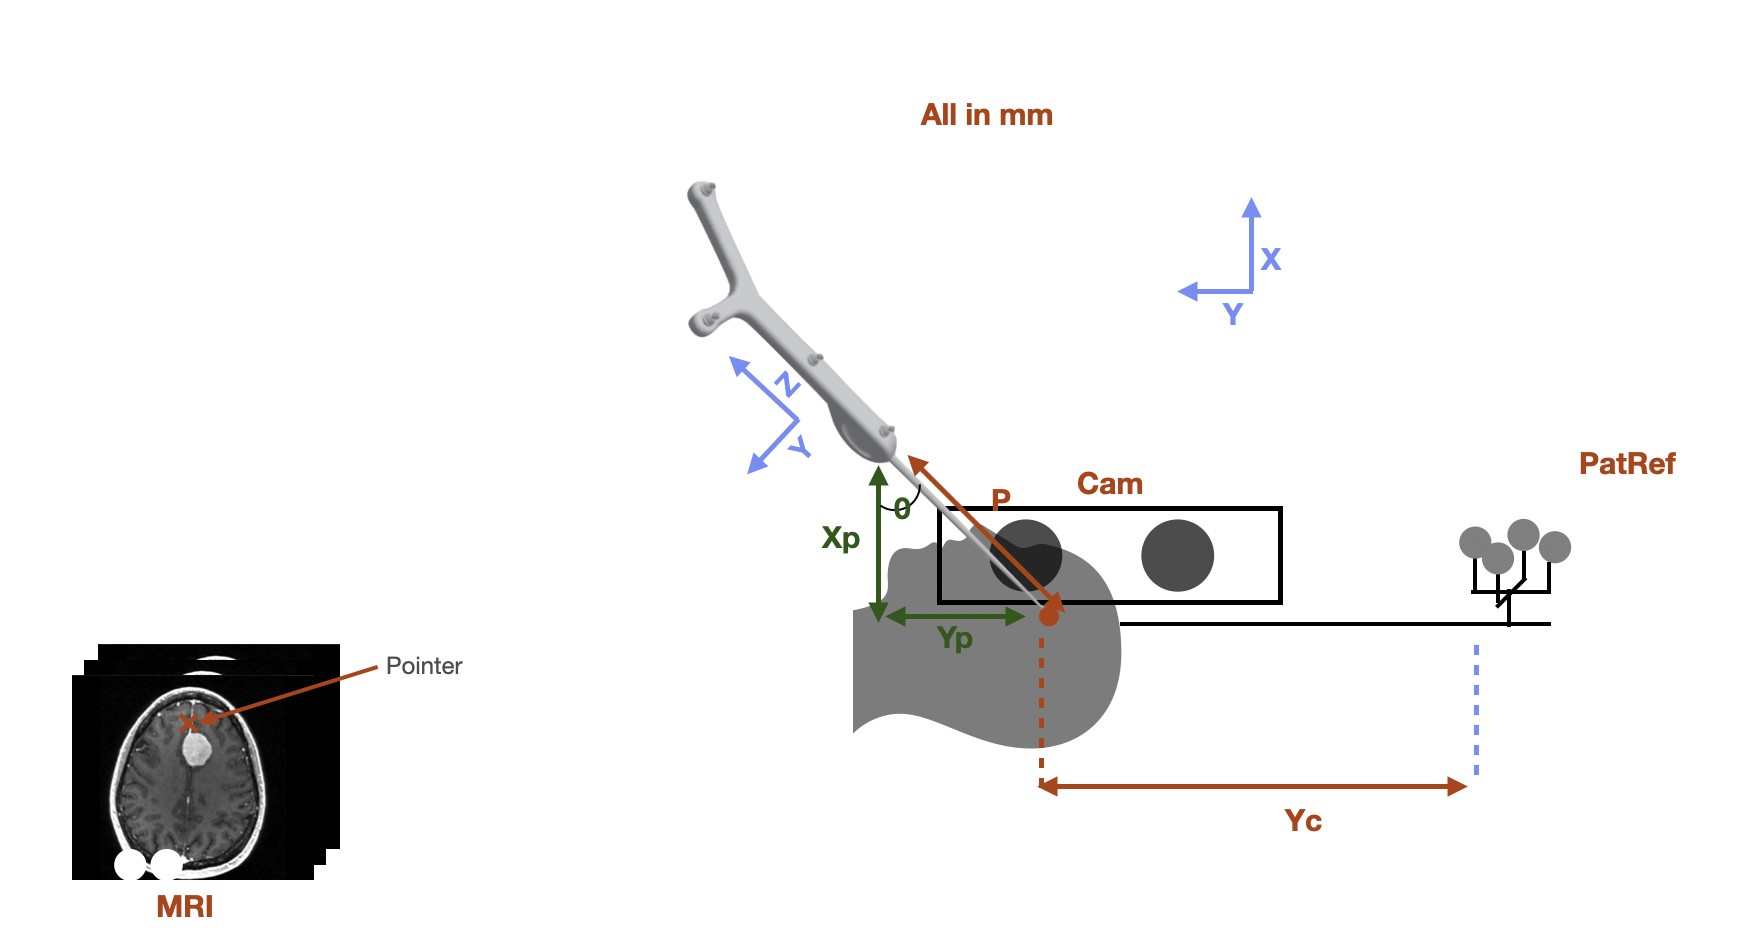 All in mm
X
Y
Z
Y
PatRef
Cam
P
θ
Xp
Yp
Pointer
Yc
MRI